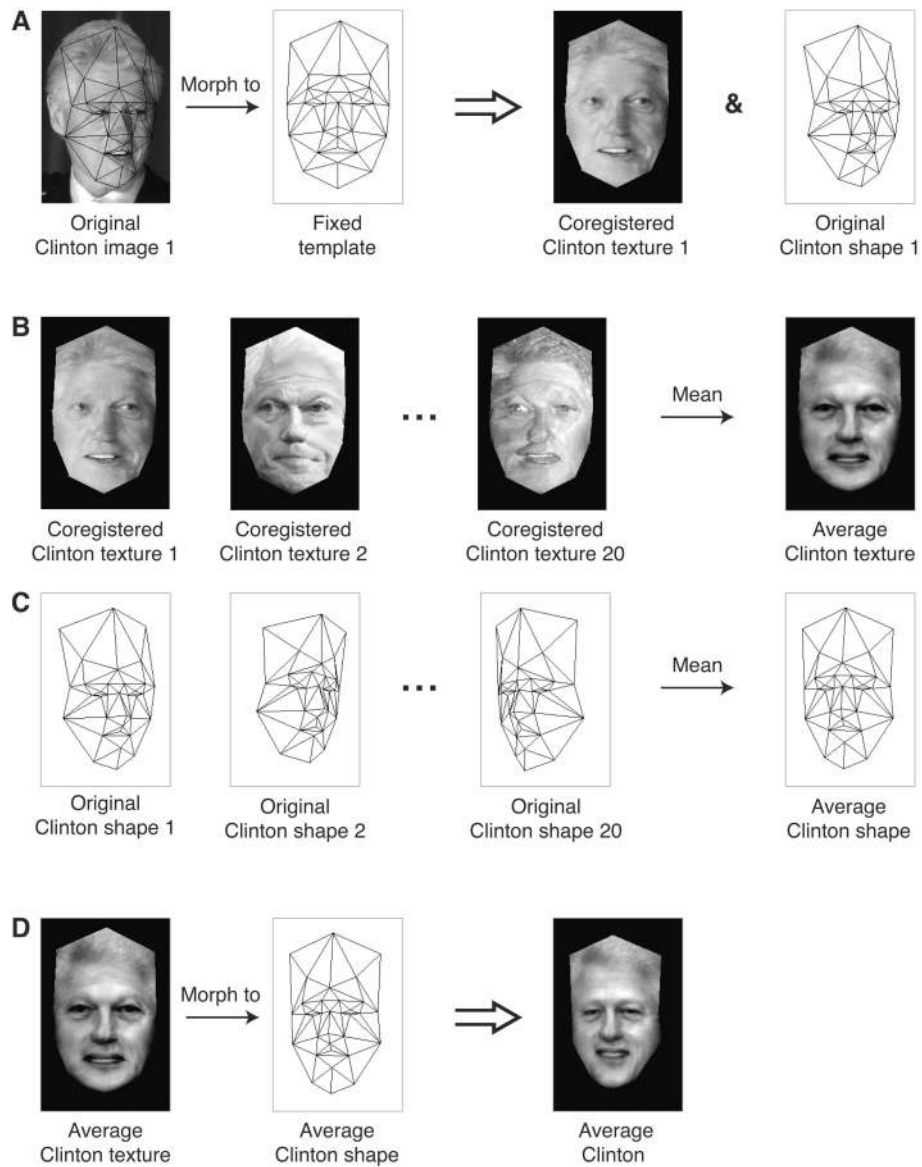 A
Morph to
Original
Clinton image 1
Fixed
template
Coregistered
Clinton texture 1
&
Original
Clinton shape 1
B
...
Mean
Coregistered
Clinton texture 1
Coregistered
Clinton texture 2
Coregistered
Clinton texture 20
Average
Clinton texture
C
...
Mean
Original
Clinton shape 1
Original
Clinton shape 2
Original
Clinton shape 20
Average
Clinton shape
D
Morph to
Average
Clinton texture
Average
Clinton shape
Average
Clinton